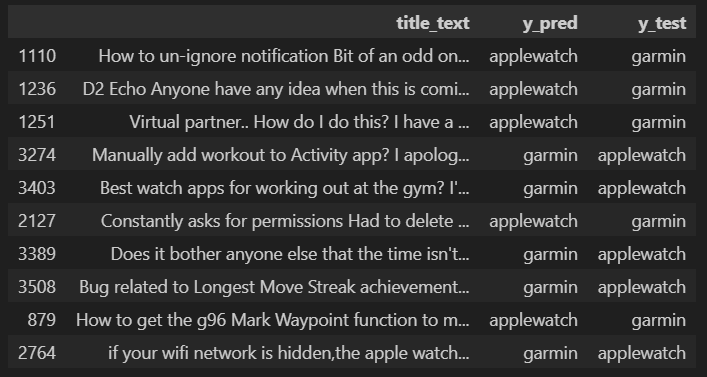 title_text y_pred y_test
1110 How to un-ignore notification Bit of an odd on... applewatch garmin
1236 D2 Echo Anyone have any idea when this is comi... applewatch garmin
1251 Virtual partner.. How do I do this? I have a ... applewatch garmin
3274 Manually add workout to Activity app? I apolog... garmin applewatch
3403 Best watch apps for working out at the gym? I'... garmin applewatch
2127 Constantly asks for permissions Had to delete ... applewatch garmin
3389 Does it bother anyone else that the time isn't... garmin applewatch
3508 Bug related to Longest Move Streak achievement... garmin applewatch
879 How to get the g96 Mark Waypoint function to m... applewatch garmin
2764 if your wifi network is hidden,the apple watch... garmin applewatch